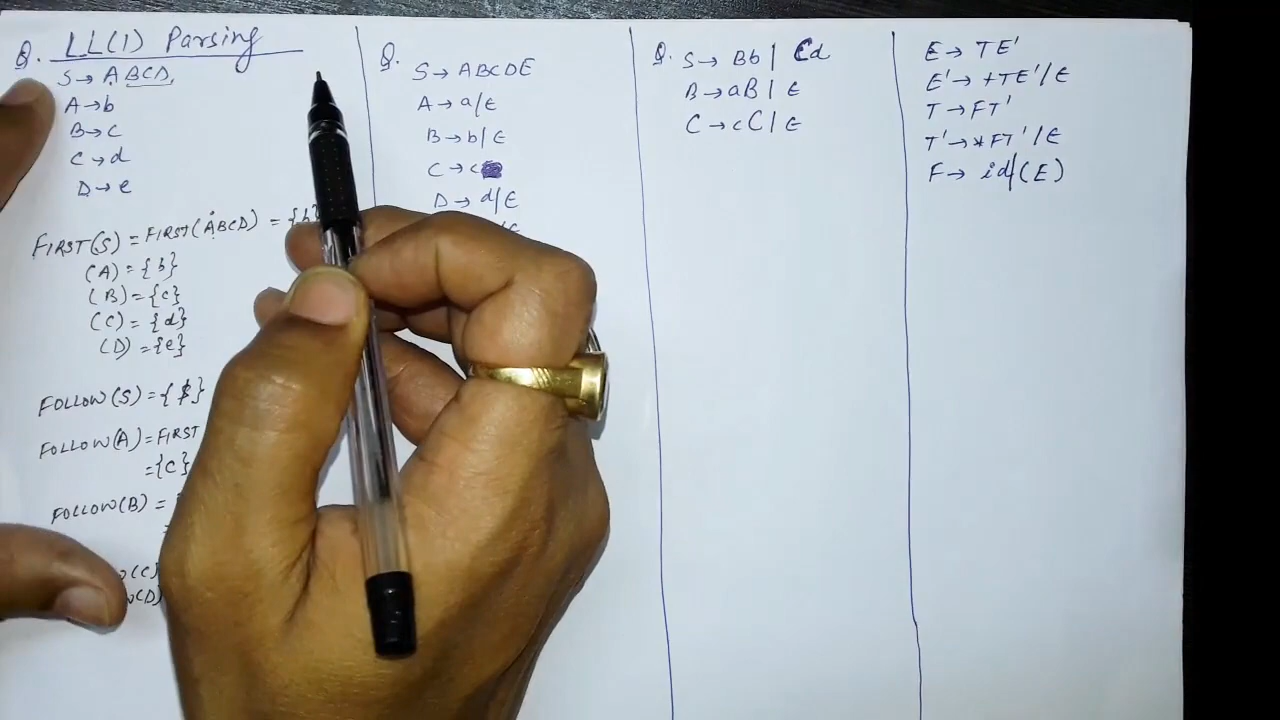 Q. LL(1) Parsing
S→ABCD
A→b
B→c
C→d
D→e
FIRST(S) = FIRST(ABCD) = {b}
(A) = {b}
(B) = {c}
(C) = {d}
(D) = {e}
FOLLOW(S) = {$}
FOLLOW(A) = FIRST
= {c}
FOLLOW(B) =
(C)
(D)
Q.
S→ABCDE
A→a/ε
B→b/ε
C→c
D→d/ε
/ε
Q. S→Bb| Cd
B→aB|ε
C→cC|ε
E→TE'
E'→+TE'/ε
T→FT'
T'→*FT'/ε
F→id/(E)